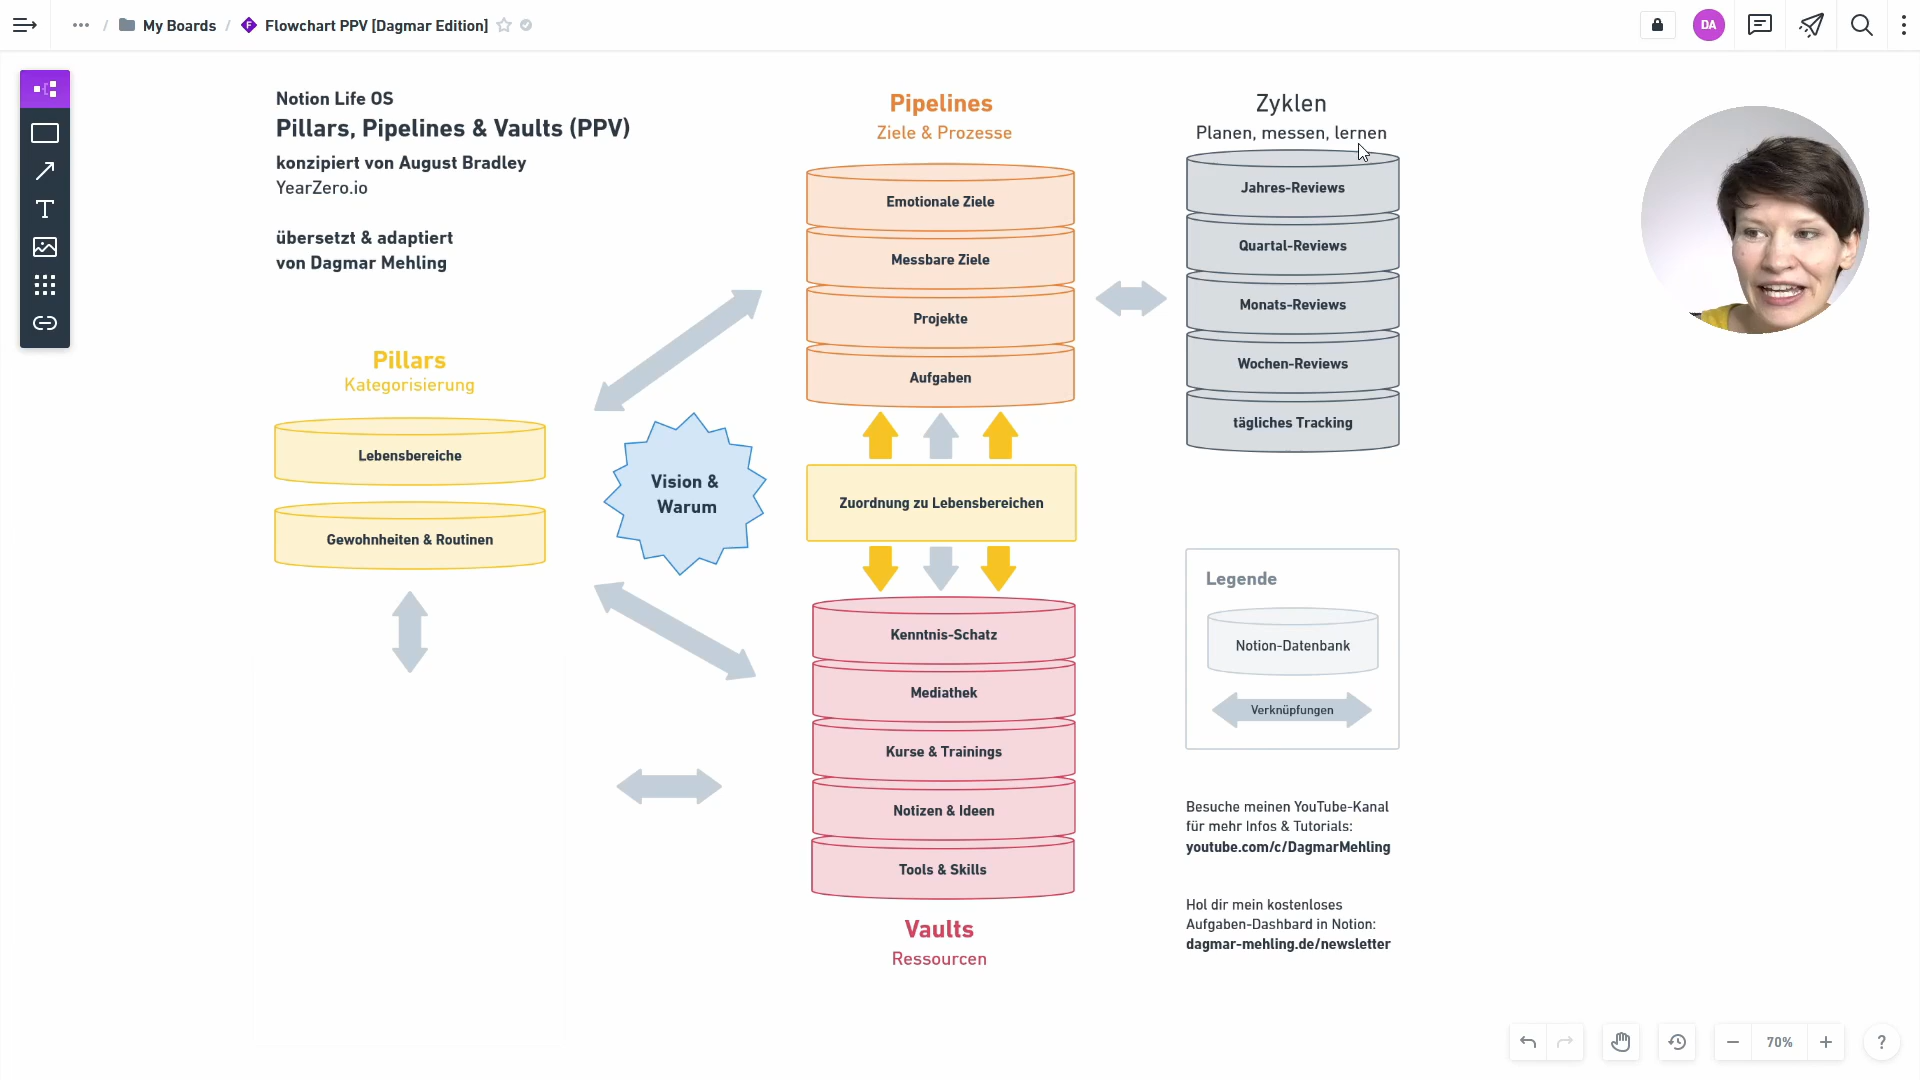 ... / My Boards / F Flowchart PPV [Dagmar Edition]
DA
Notion Life OS
Pillars, Pipelines & Vaults (PPV)
konzipiert von August Bradley
YearZero.io
übersetzt & adaptiert
von Dagmar Mehling
Pillars
Kategorisierung
Lebensbereiche
Gewohnheiten & Routinen
Vision &
Warum
Pipelines
Ziele & Prozesse
Emotionale Ziele
Messbare Ziele
Projekte
Aufgaben
Zuordnung zu Lebensbereichen
Kenntnis-Schatz
Mediathek
Kurse & Trainings
Notizen & Ideen
Tools & Skills
Vaults
Ressourcen
Zyklen
Planen, messen, lernen
Jahres-Reviews
Quartal-Reviews
Monats-Reviews
Wochen-Reviews
tägliches Tracking
Legende
Notion-Datenbank
Verknüpfungen
Besuche meinen YouTube-Kanal
für mehr Infos & Tutorials:
youtube.com/c/DagmarMehling
Hol dir mein kostenloses
Aufgaben-Dashbard in Notion:
dagmar-mehling.de/newsletter
70%
?